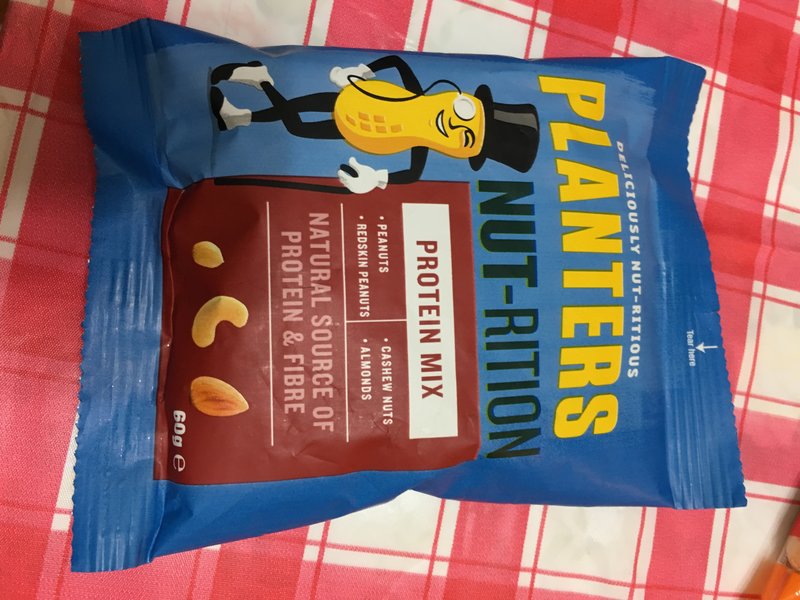 Tear here
DELICIOUSLY NUT-RITIOUS
PLANTERS
NUT-RITION
PROTEIN MIX
• PEANUTS
• REDSKIN PEANUTS
• CASHEW NUTS
• ALMONDS
NATURAL SOURCE OF
PROTEIN & FIBRE
60g e